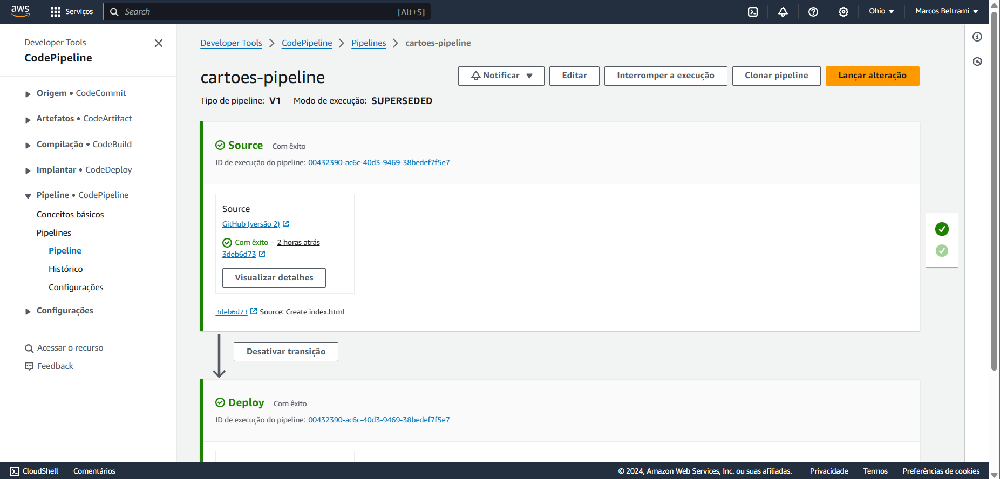 aws
Serviços
Search
[Alt+S]
Ohio ▼
Marcos Beltrami ▼
Developer Tools
CodePipeline
Origem • CodeCommit
Artefatos • CodeArtifact
Compilação • CodeBuild
Implantar • CodeDeploy
Pipeline • CodePipeline
Conceitos básicos
Pipelines
Pipeline
Histórico
Configurações
Configurações
Acessar o recurso
Feedback
Developer Tools > CodePipeline > Pipelines > cartoes-pipeline
cartoes-pipeline
Notificar ▼
Editar
Interromper a execução
Clonar pipeline
Lançar alteração
Tipo de pipeline: V1 Modo de execução: SUPERSEDED
Source Com êxito
ID de execução do pipeline: 00432390-ac6c-40d3-9469-38bedef7f5e7
Source
GitHub (versão 2)
Com êxito - 2 horas atrás
3deb6d73
Visualizar detalhes
3deb6d73 Source: Create index.html
Desativar transição
Deploy Com êxito
ID de execução do pipeline: 00432390-ac6c-40d3-9469-38bedef7f5e7
CloudShell
Comentários
© 2024, Amazon Web Services, Inc. ou suas afiliadas.
Privacidade
Termos
Preferências de cookies